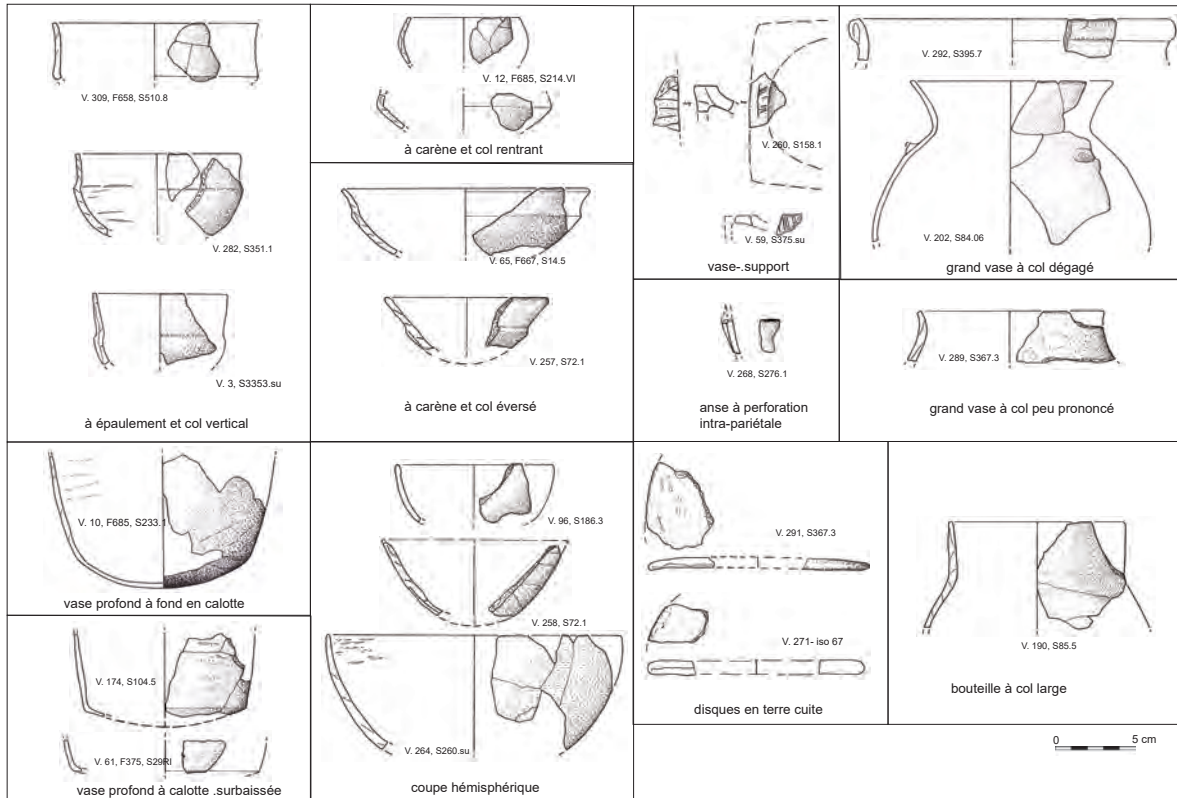 V. 309, F658, S510.8
V. 282, S351.1
V. 3, S3353.su
à épaulement et col vertical
V. 12, F685, S214.VI
à carène et col rentrant
V. 65, F667, S14.5
V. 257, S72.1
à carène et col éversé
V. 260, S158.1
V. 59, S375.su
vase-.support
V. 292, S395.7
V. 202, S84.06
grand vase à col dégagé
V. 268, S276.1
anse à perforation
intra-pariétale
V. 289, S367.3
grand vase à col peu prononcé
V. 10, F685, S233.1
vase profond à fond en calotte
V. 174, S104.5
V. 61, F375, S29RI
vase profond à calotte .surbaissée
V. 96, S186.3
V. 258, S72.1
V. 264, S260.su
coupe hémisphérique
V. 291, S367.3
V. 271- iso 67
disques en terre cuite
V. 190, S85.5
bouteille à col large
0 5 cm